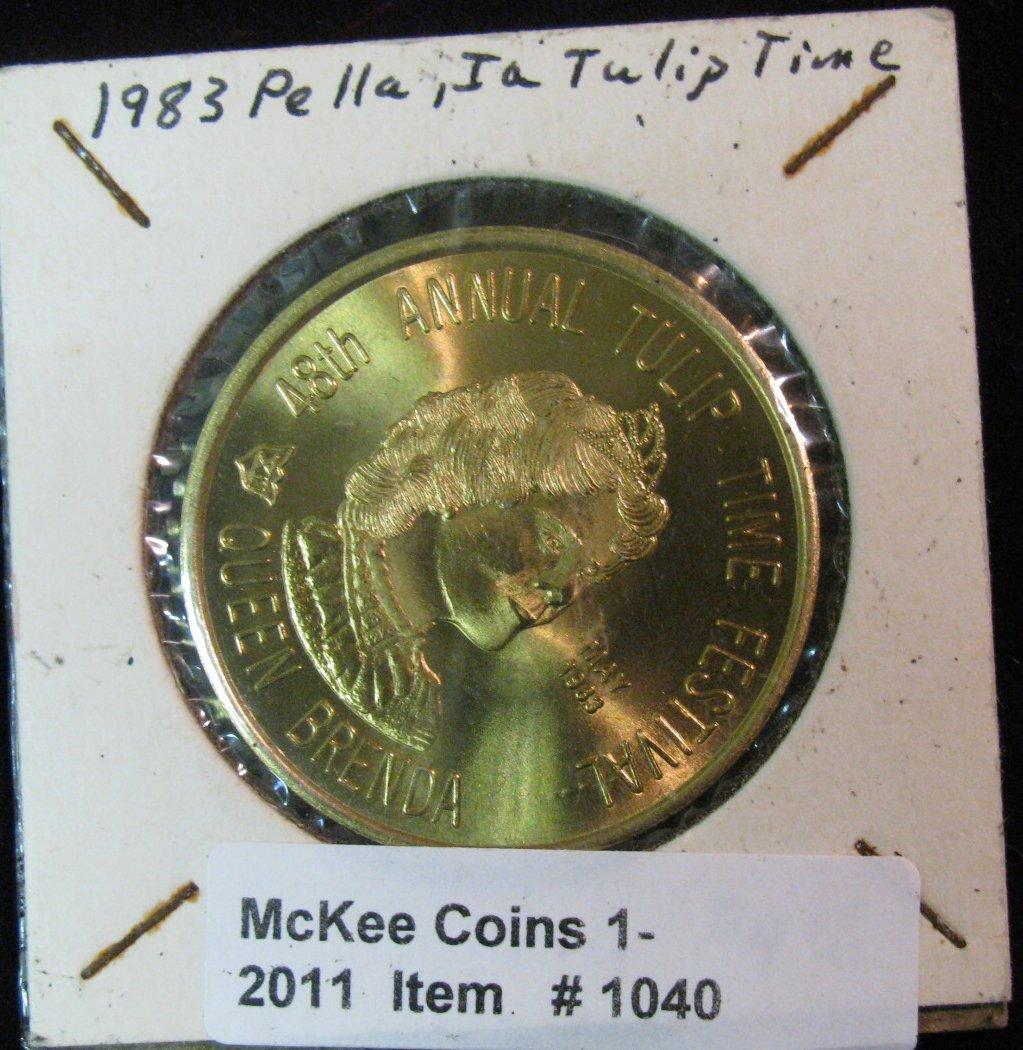 1983 Pella, Ia Tulip Time
48th ANNUAL TULIP TIME FESTIVAL
QUEEN BRENDA
MAY
1983
McKee Coins 1-
2011 Item # 1040